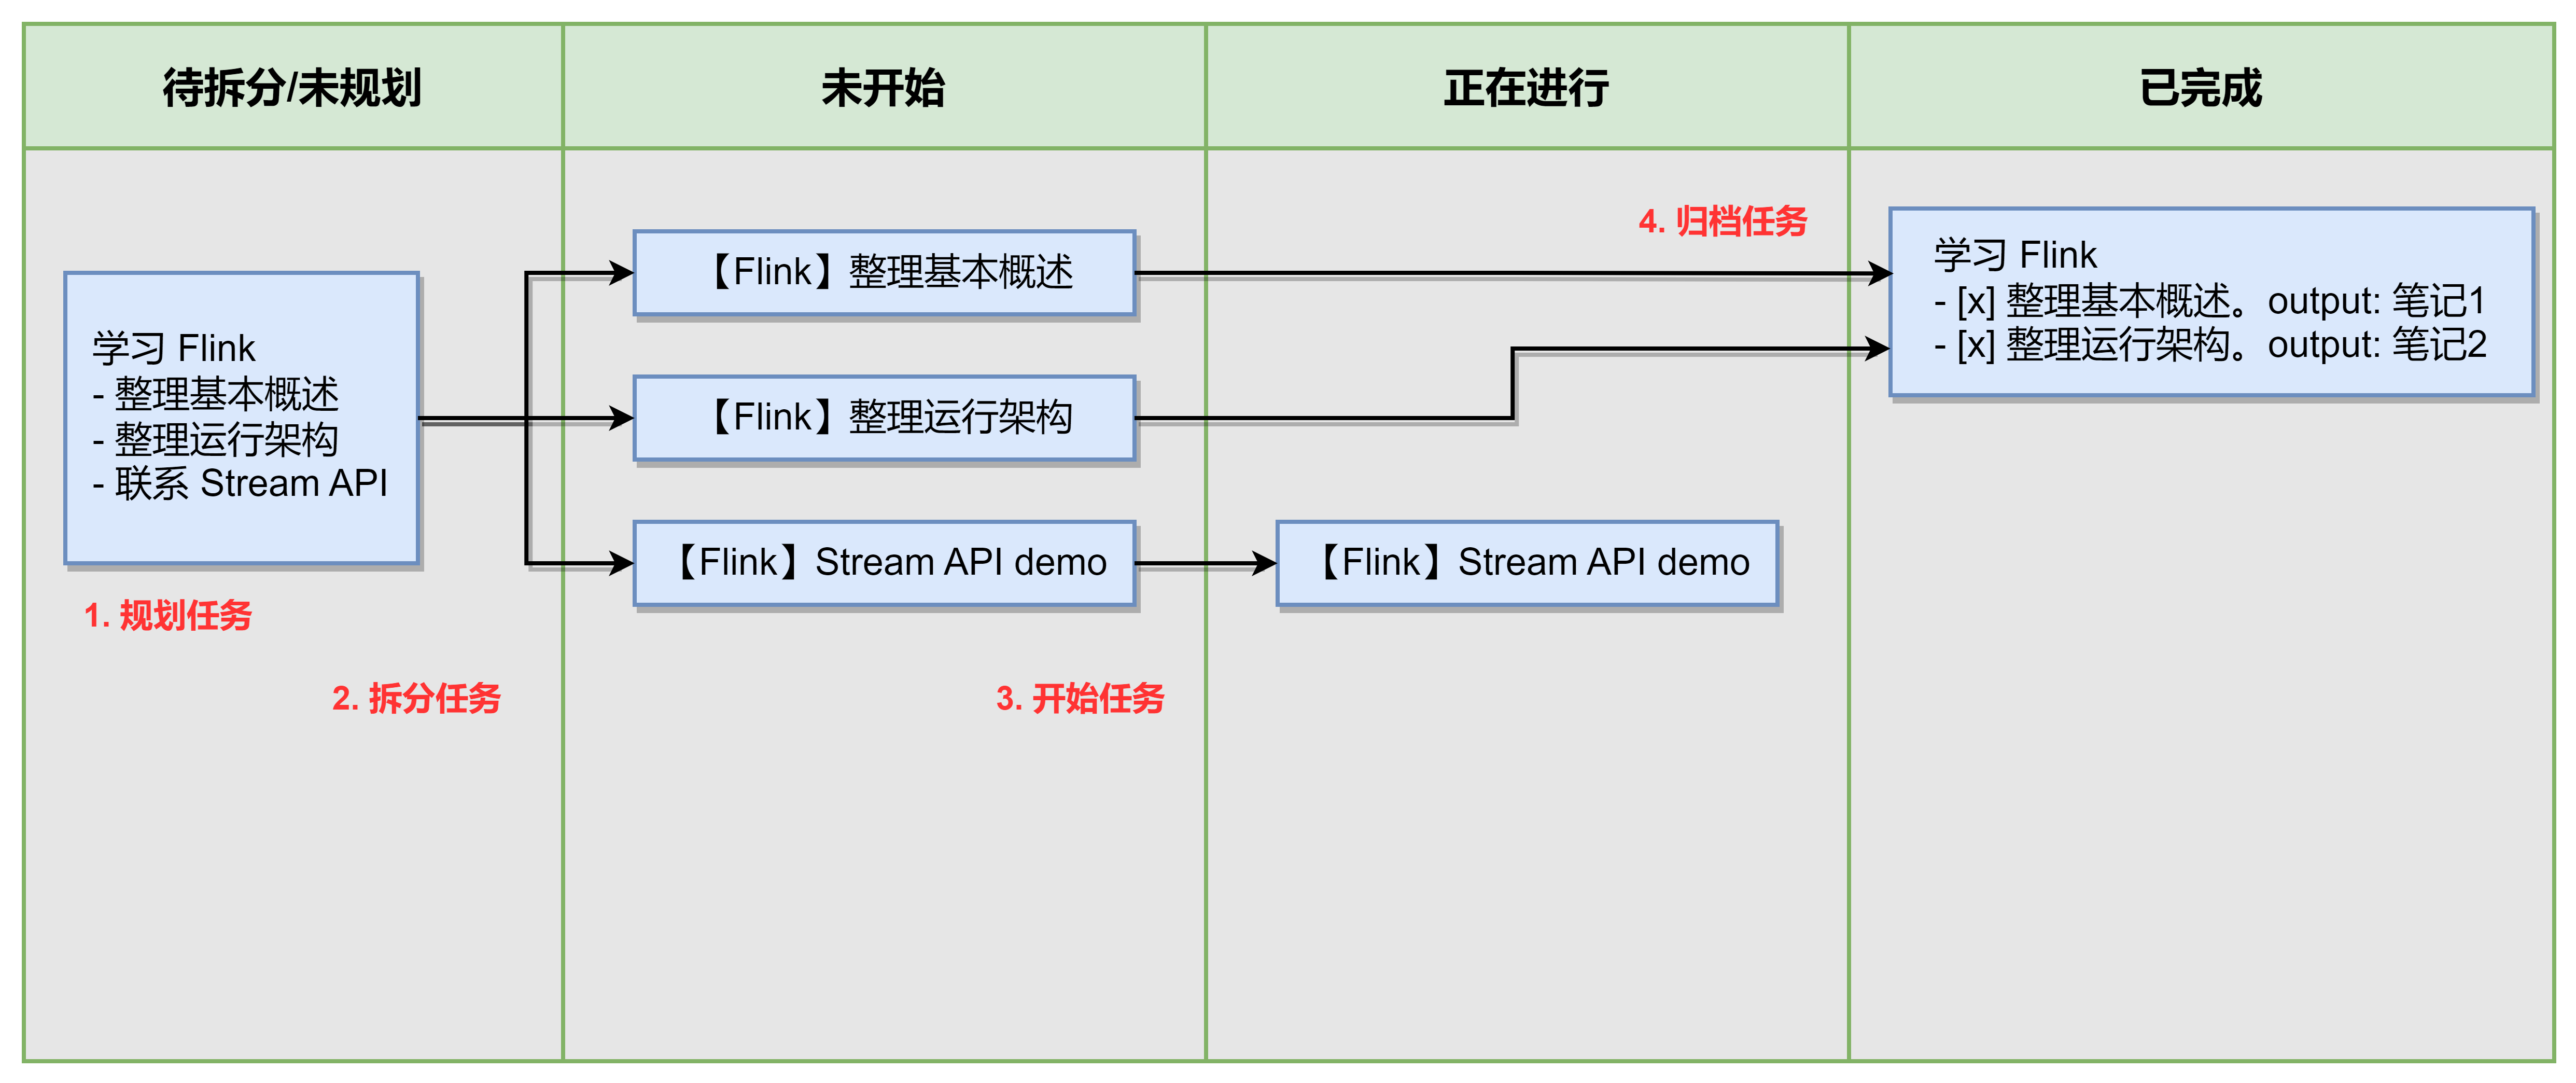 待拆分/未规划
未开始
正在进行
已完成
学习 Flink
- 整理基本概述
- 整理运行架构
- 联系 Stream API
1. 规划任务
2. 拆分任务
【Flink】整理基本概述
【Flink】整理运行架构
【Flink】Stream API demo
3. 开始任务
【Flink】Stream API demo
4. 归档任务
学习 Flink
- [x] 整理基本概述。output: 笔记1
- [x] 整理运行架构。output: 笔记2